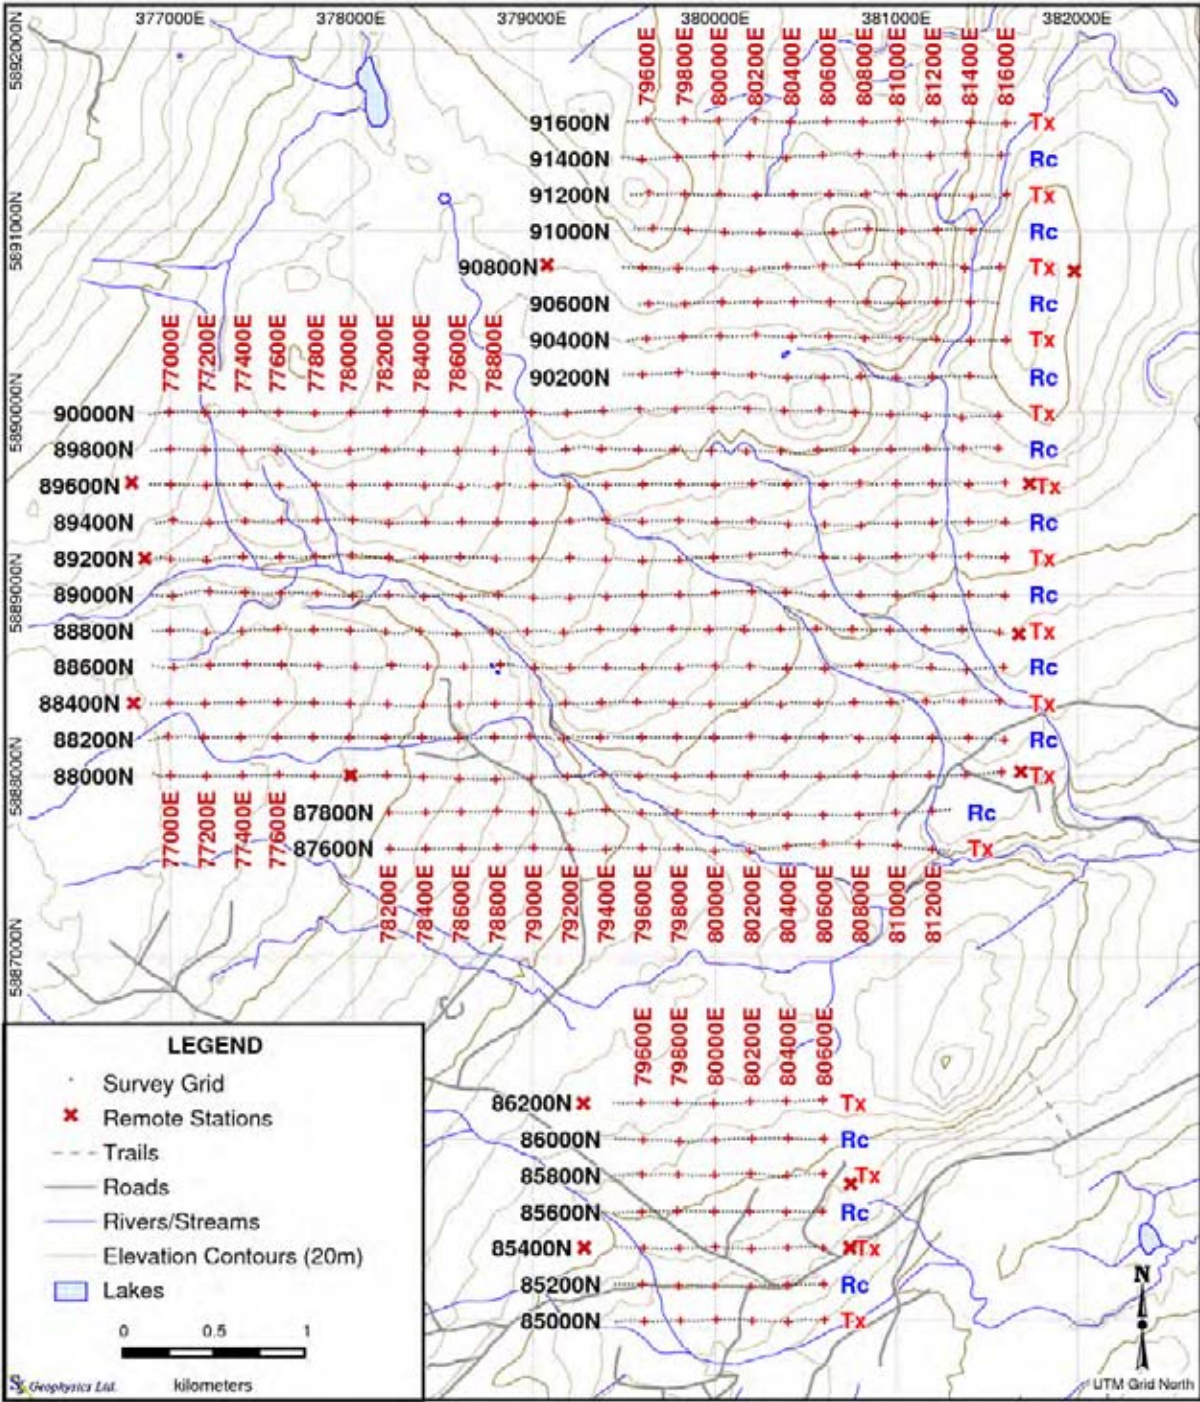 377000E 378000E 379000E 380000E 381000E 382000E
5892000N
5891000N
5890000N
5889000N
5888000N
5887000N
79600E 79800E 80000E 80200E 80400E 80600E 80800E 81000E 81200E 81400E 81600E
91600N Tx
91400N Rc
91200N Tx
91000N Rc
90800N Tx
90600N Rc
90400N Tx
90200N Rc
77000E 77200E 77400E 77600E 77800E 78000E 78200E 78400E 78600E 78800E
90000N Tx
89800N Rc
89600N Tx
89400N Rc
89200N Tx
89000N Rc
88800N Tx
88600N Rc
88400N Tx
88200N Rc
88000N Tx
77000E 77200E 77400E 77600E
87800N Rc
87600N Tx
78200E 78400E 78600E 78800E 79000E 79200E 79400E 79600E 79800E 80000E 80200E 80400E 80600E 80800E 81000E 81200E
79600E 79800E 80000E 80200E 80400E 80600E
86200N Tx
86000N Rc
85800N Tx
85600N Rc
85400N Tx
85200N Rc
85000N Tx
LEGEND
Survey Grid
Remote Stations
Trails
Roads
Rivers/Streams
Elevation Contours (20m)
Lakes
0 0.5 1
kilometers
Geophysics Ltd.
N
UTM Grid North